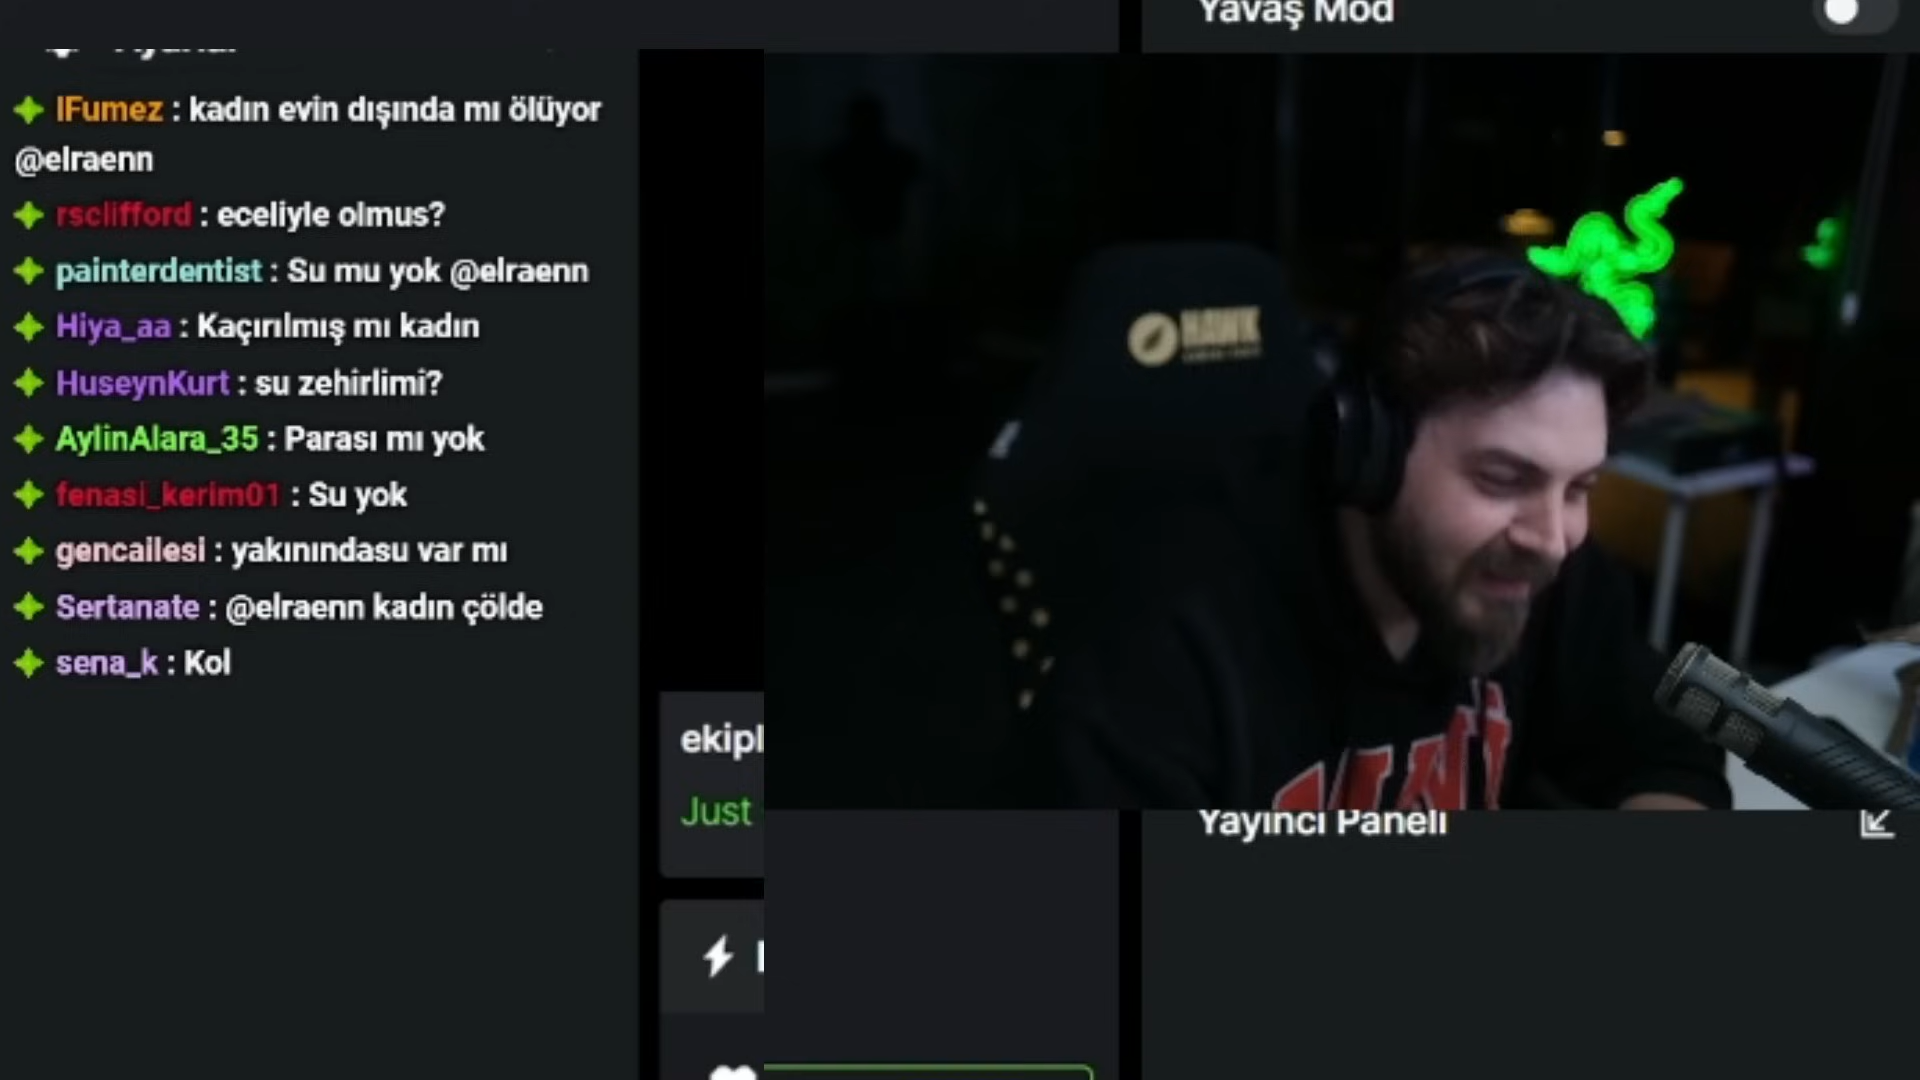 Yavaş Mod
IFumez : kadın evin dışında mı ölüyor
@elraenn
rsclifford : eceliyle olmus?
painterdentist : Su mu yok @elraenn
Hiya_aa : Kaçırılmış mı kadın
HuseynKurt : su zehirlimi?
AylinAlara_35 : Parası mı yok
fenasi_kerim01 : Su yok
gencailesi : yakınındasu var mı
Sertanate : @elraenn kadın çölde
sena_k : Kol
HAWK
ekipl
Just
Yayıncı Paneli